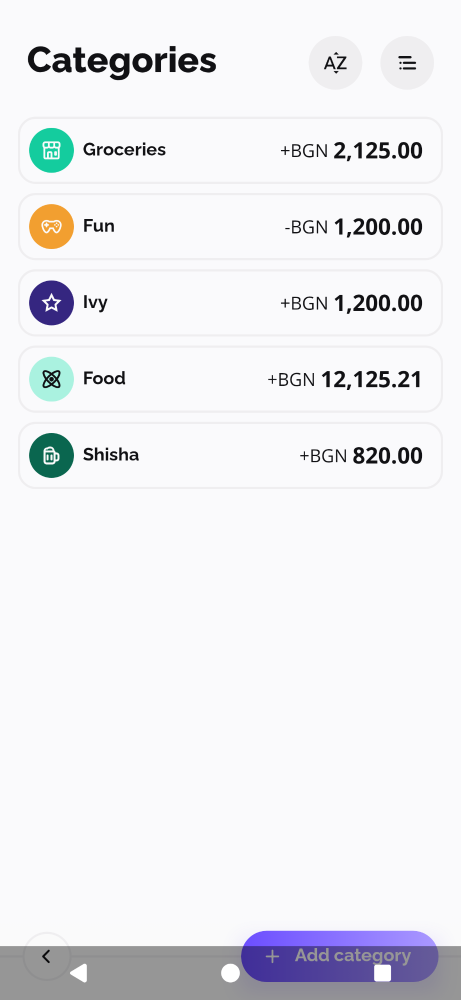 Categories
AZ
Groceries +BGN 2,125.00
Fun -BGN 1,200.00
Ivy +BGN 1,200.00
Food +BGN 12,125.21
Shisha +BGN 820.00
+ Add category